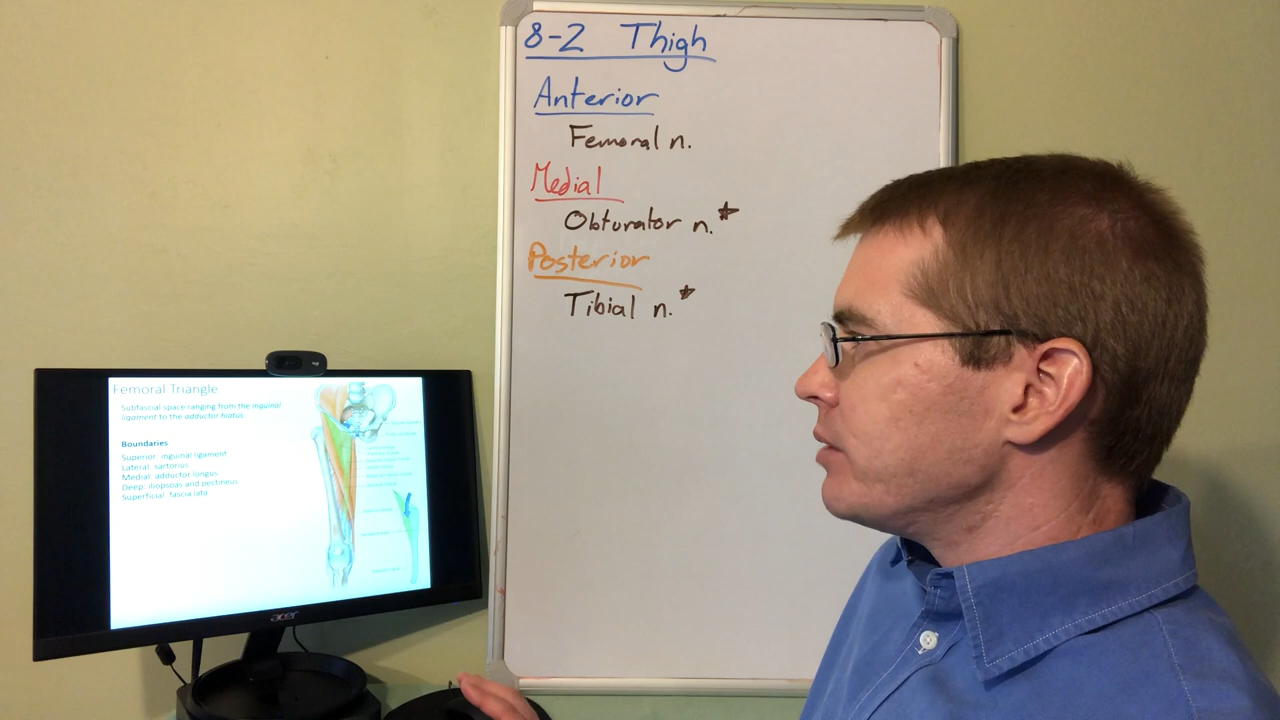 8-2 Thigh
Anterior
Femoral n.
Medial
Obturator n.*
Posterior
Tibial n.*
Femoral Triangle
Subfascial space ranging from the inguinal
ligament to the adductor hiatus
Boundaries
Superior: inguinal ligament
Lateral: sartorius
Medial: adductor longus
Deep: iliopsoas and pectineus
Superficial: fascia lata
acer